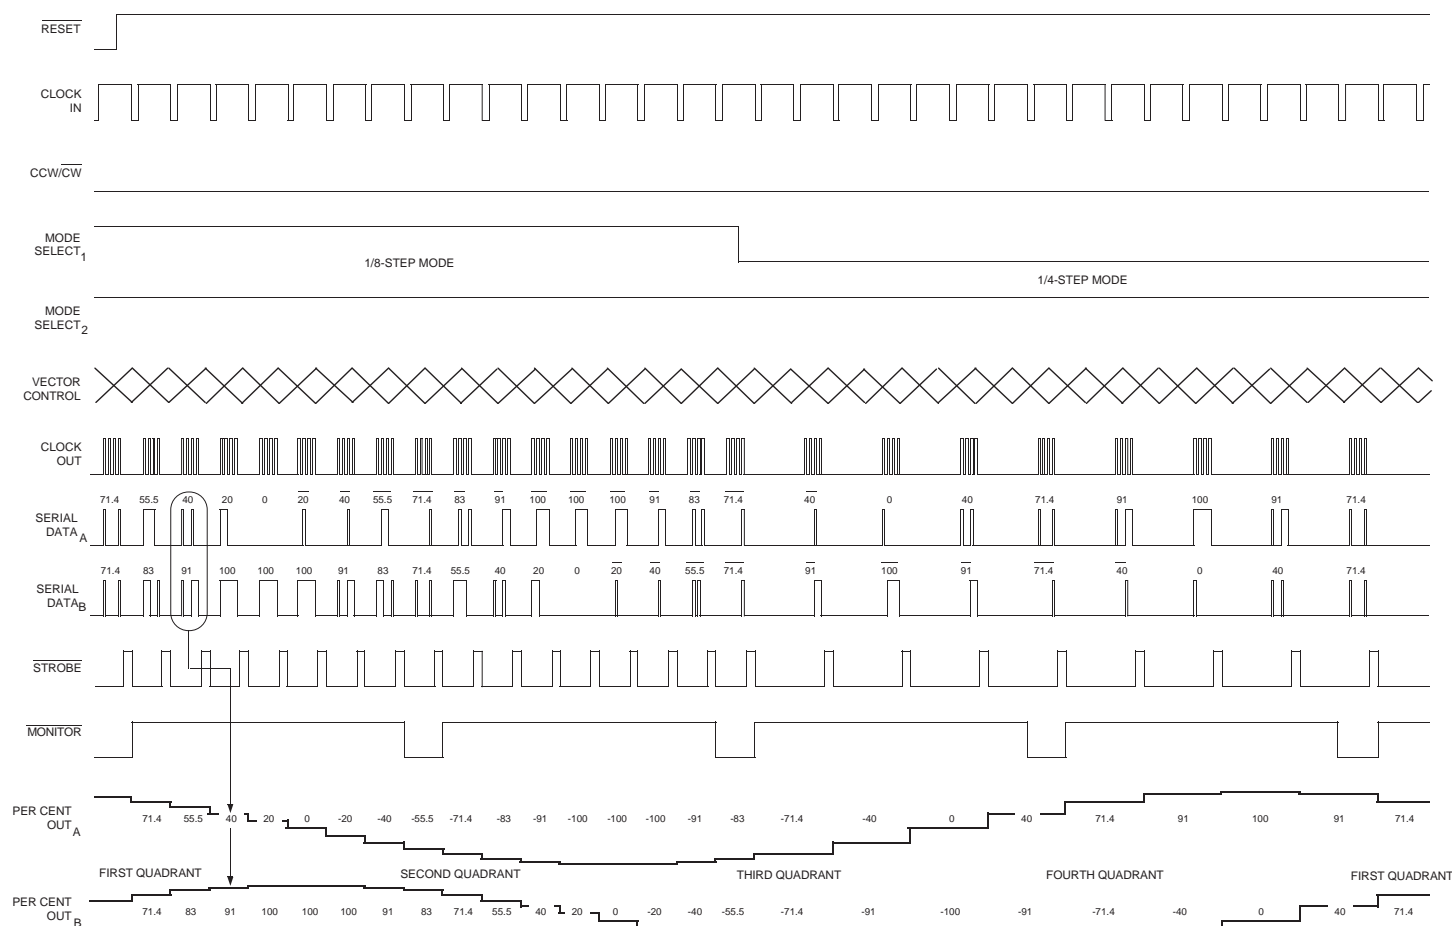 RESET
CLOCK
IN
CCW/CW
MODE
SELECT1
1/8-STEP MODE
1/4-STEP MODE
MODE
SELECT2
VECTOR
CONTROL
CLOCK
OUT
71.4 55.5 40 20 0 20 40 55.5 71.4 83 91 100 100 100 91 83 71.4 40 0 40 71.4 91 100 91 71.4
SERIAL
DATA A
71.4 83 91 100 100 100 91 83 71.4 55.5 40 20 0 20 40 55.5 71.4 91 100 91 71.4 40 0 40 71.4
SERIAL
DATA B
STROBE
MONITOR
PER CENT
OUT A
71.4 55.5 40 20 0 -20 -40 -55.5 -71.4 -83 -91 -100 -100 -100 -91 -83 -71.4 -40 0 40 71.4 91 100 91 71.4
FIRST QUADRANT SECOND QUADRANT THIRD QUADRANT FOURTH QUADRANT FIRST QUADRANT
PER CENT
OUT B
71.4 83 91 100 100 100 91 83 71.4 55.5 40 20 0 -20 -40 -55.5 -71.4 -91 -100 -91 -71.4 -40 0 40 71.4